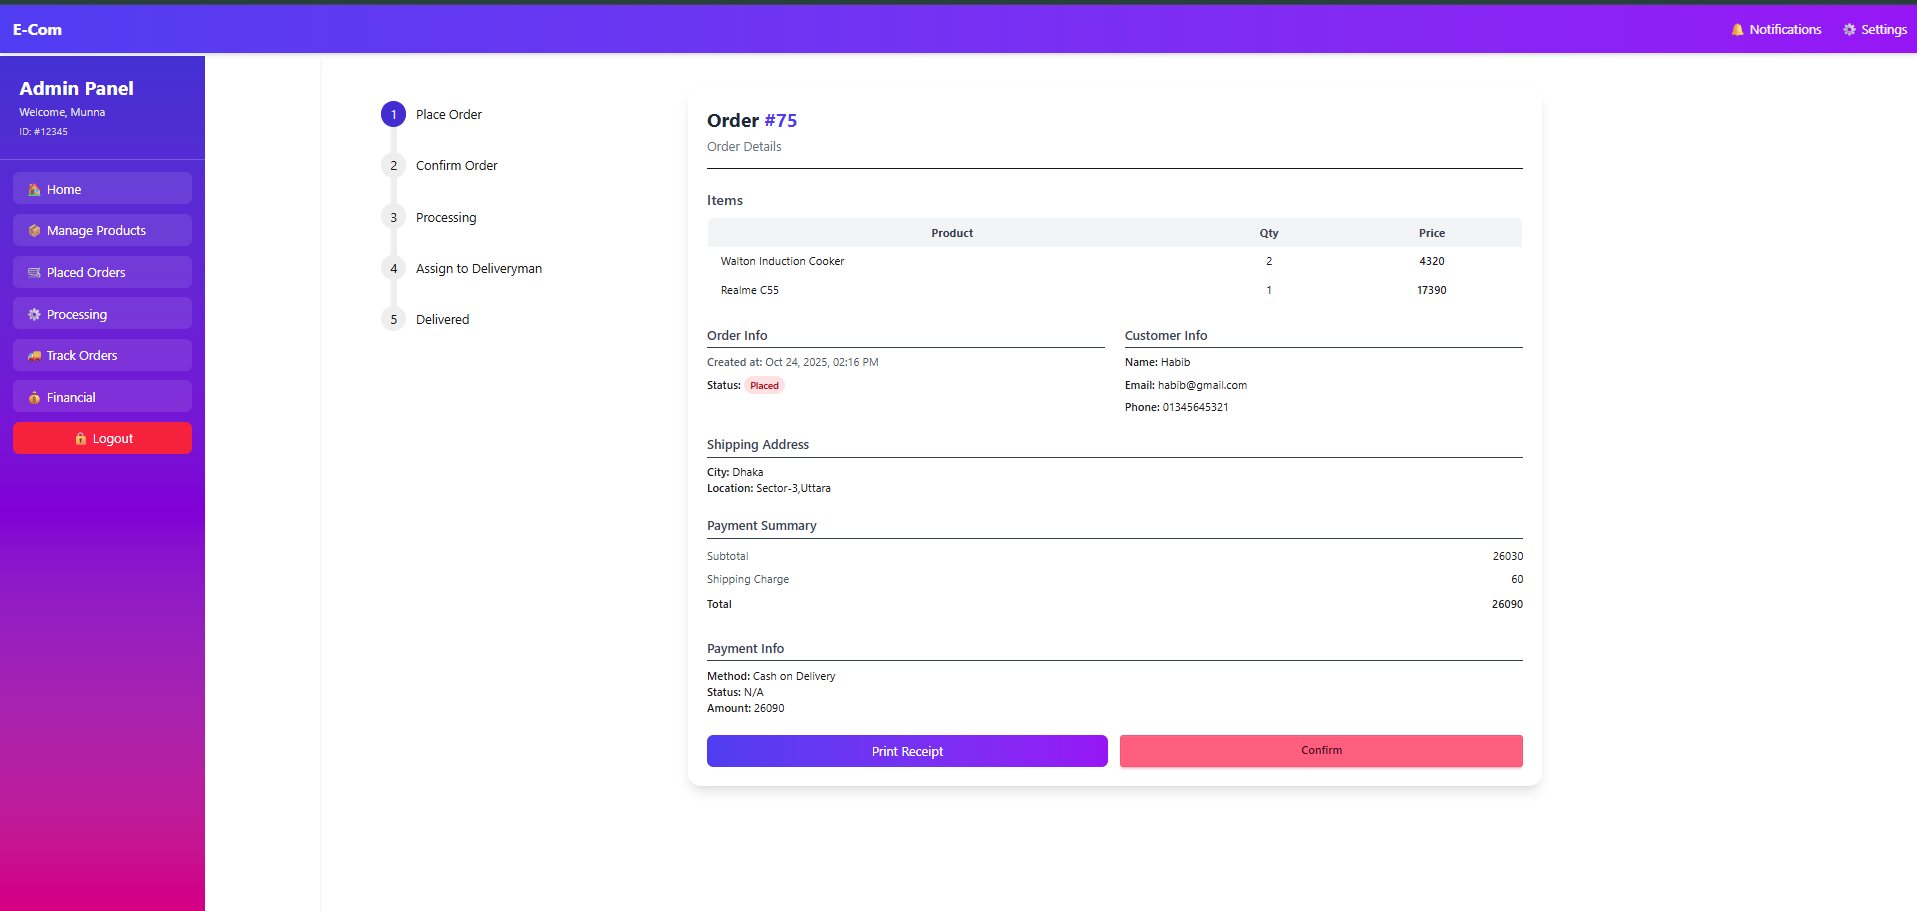 E-Com
Notifications
Settings
Admin Panel
Welcome, Munna
ID: #12345
Home
Manage Products
Placed Orders
Processing
Track Orders
Financial
Logout
1 Place Order
2 Confirm Order
3 Processing
4 Assign to Deliveryman
5 Delivered
Order #75
Order Details
Items
Product Qty Price
Walton Induction Cooker 2 4320
Realme C55 1 17390
Order Info
Created at: Oct 24, 2025, 02:16 PM
Status: Placed
Customer Info
Name: Habib
Email: habib@gmail.com
Phone: 01345645321
Shipping Address
City: Dhaka
Location: Sector-3,Uttara
Payment Summary
Subtotal 26030
Shipping Charge 60
Total 26090
Payment Info
Method: Cash on Delivery
Status: N/A
Amount: 26090
Print Receipt
Confirm